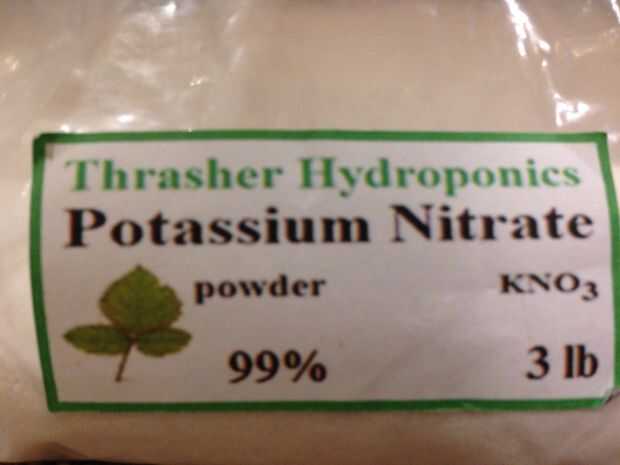 Thrasher Hydroponics
Potassium Nitrate
powder KNO₃
99% 3 lb